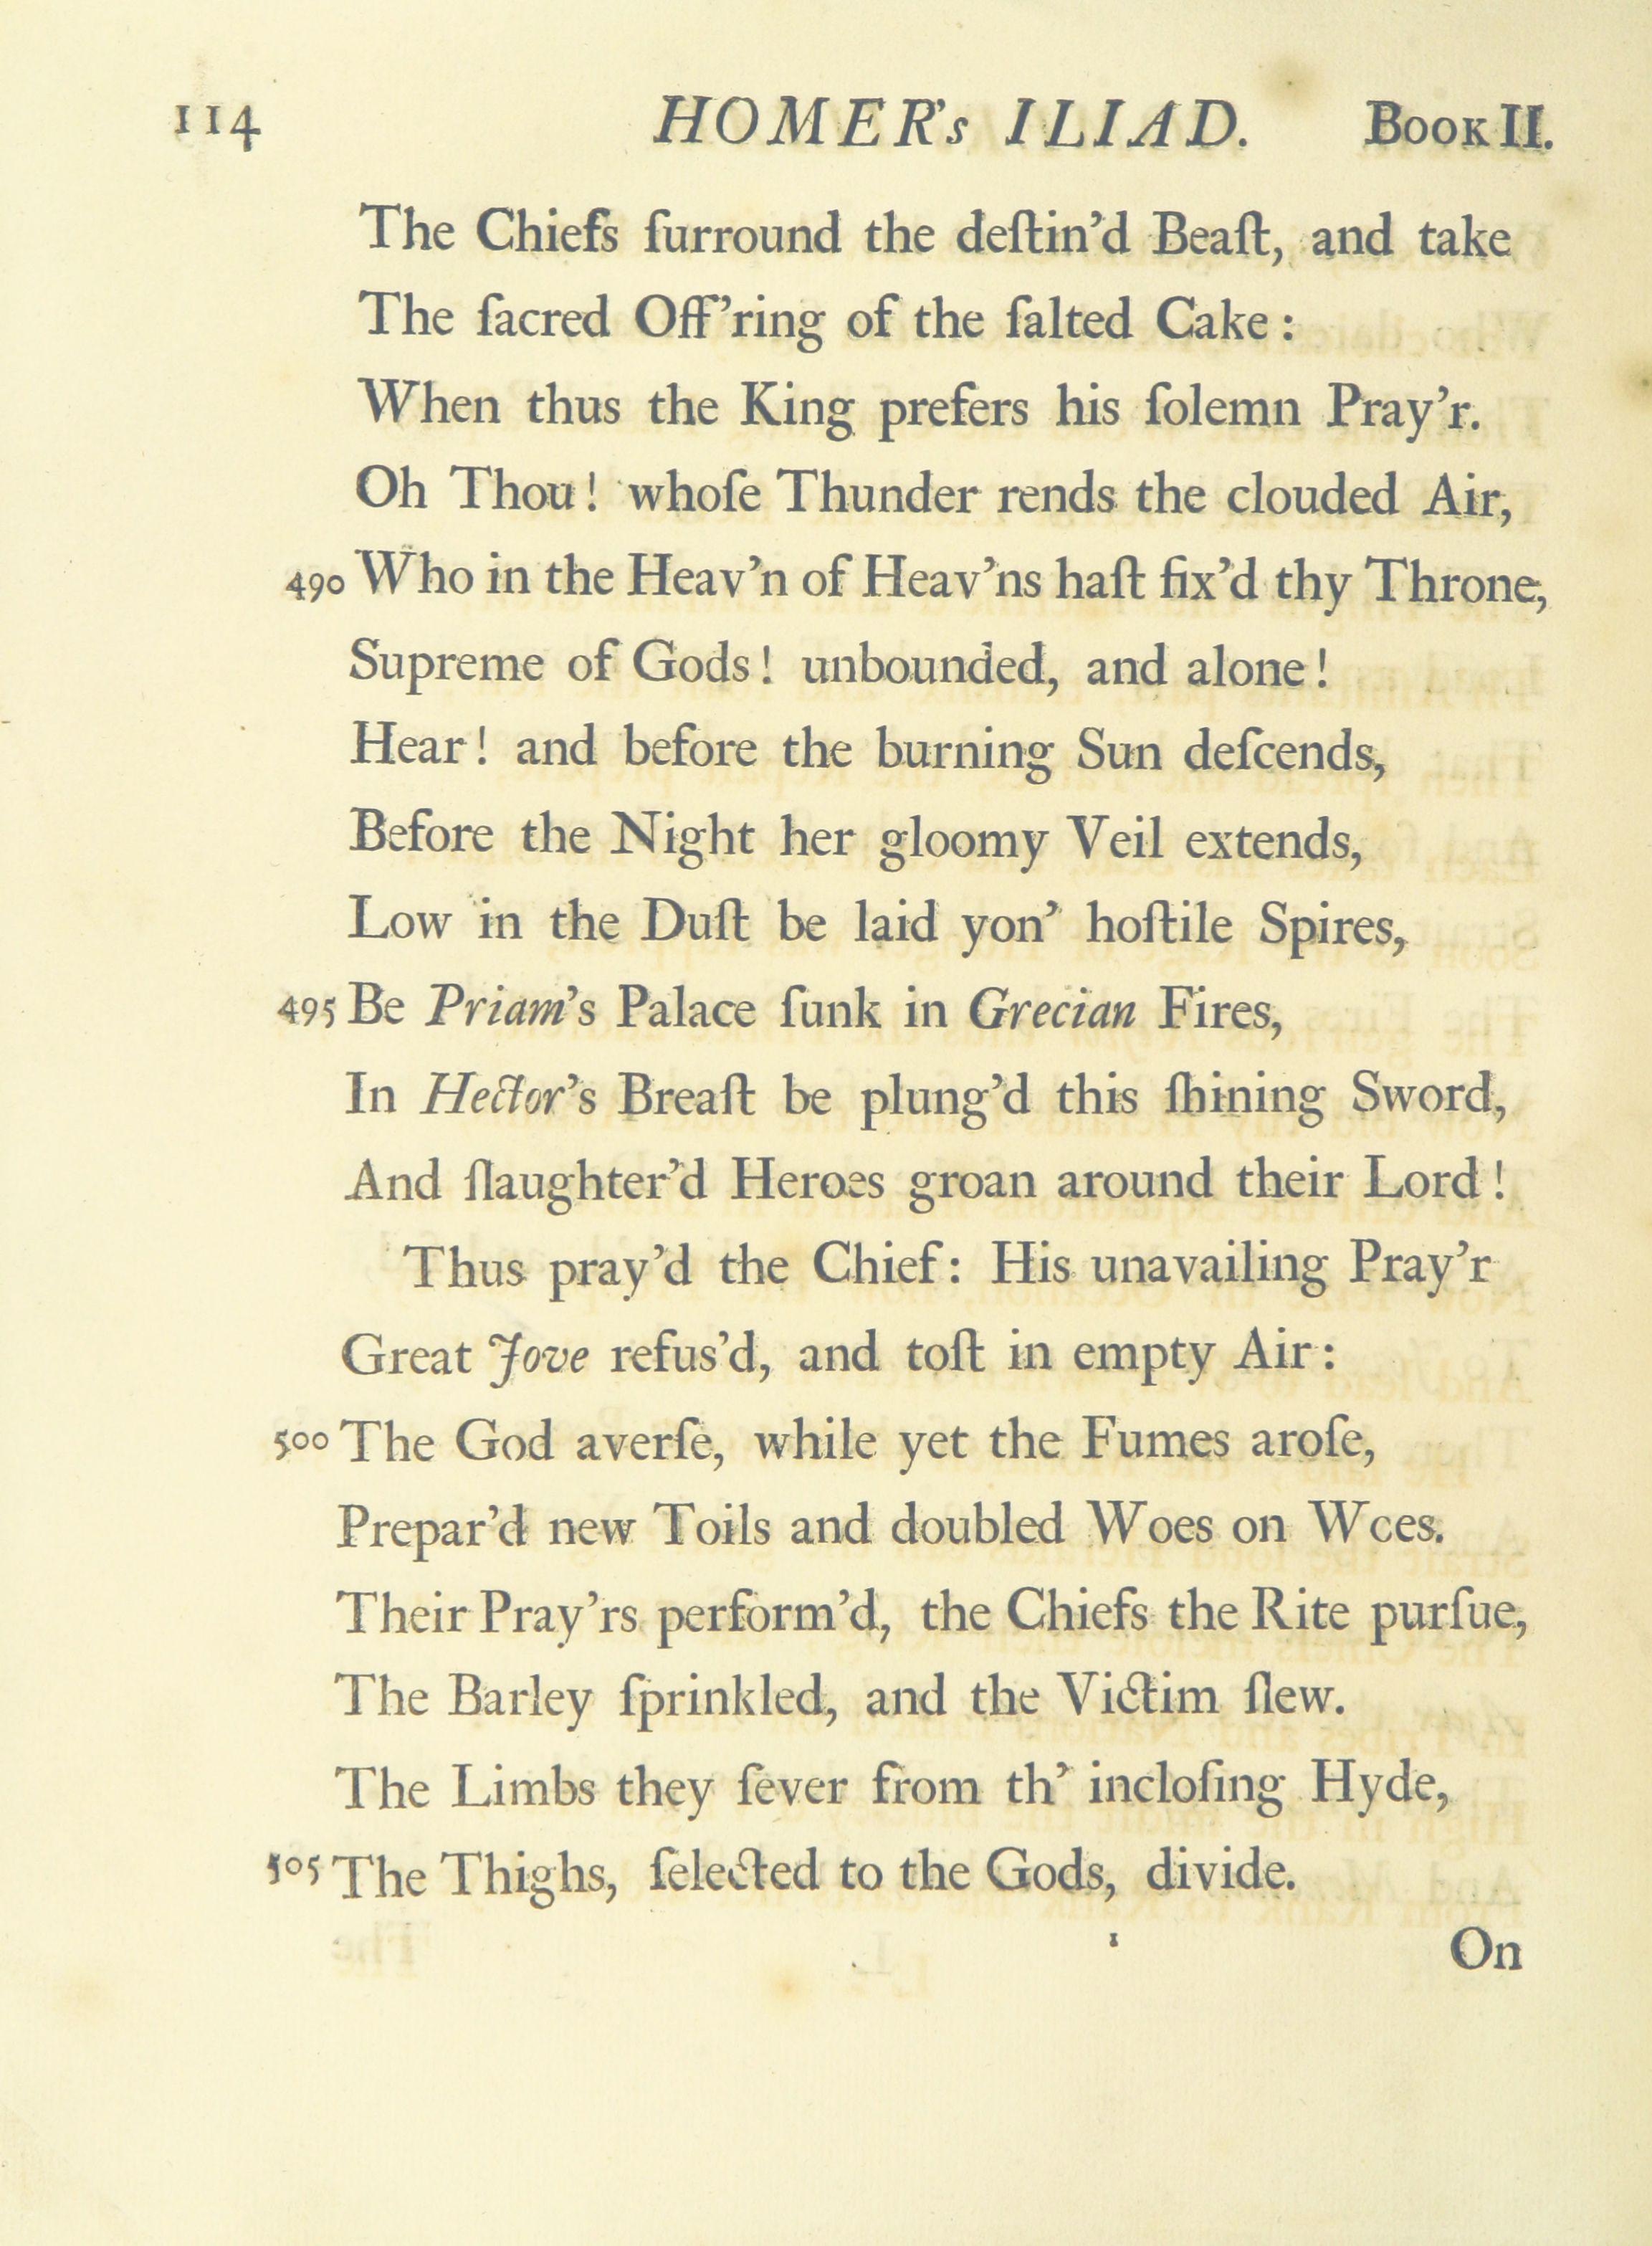 114 HOMER's ILIAD. BOOK II.
The Chiefs ſurround the deſtin'd Beaſt, and take
The ſacred Off'ring of the ſalted Cake:
When thus the King prefers his ſolemn Pray'r.
Oh Thou! whoſe Thunder rends the clouded Air,
490 Who in the Heav'n of Heav'ns haſt fix'd thy Throne,
Supreme of Gods! unbounded, and alone!
Hear! and before the burning Sun deſcends,
Before the Night her gloomy Veil extends,
Low in the Duſt be laid yon' hoſtile Spires,
495 Be Priam's Palace ſunk in Grecian Fires,
In Hector's Breaſt be plung'd this ſhining Sword,
And ſlaughter'd Heroes groan around their Lord!
Thus pray'd the Chief: His unavailing Pray'r
Great Jove refus'd, and toſt in empty Air:
500 The God averſe, while yet the Fumes aroſe,
Prepar'd new Toils and doubled Woes on Woes.
Their Pray'rs perform'd, the Chiefs the Rite purſue,
The Barley ſprinkled, and the Victim ſlew.
The Limbs they ſever from th' incloſing Hyde,
505 The Thighs, ſelected to the Gods, divide.
On